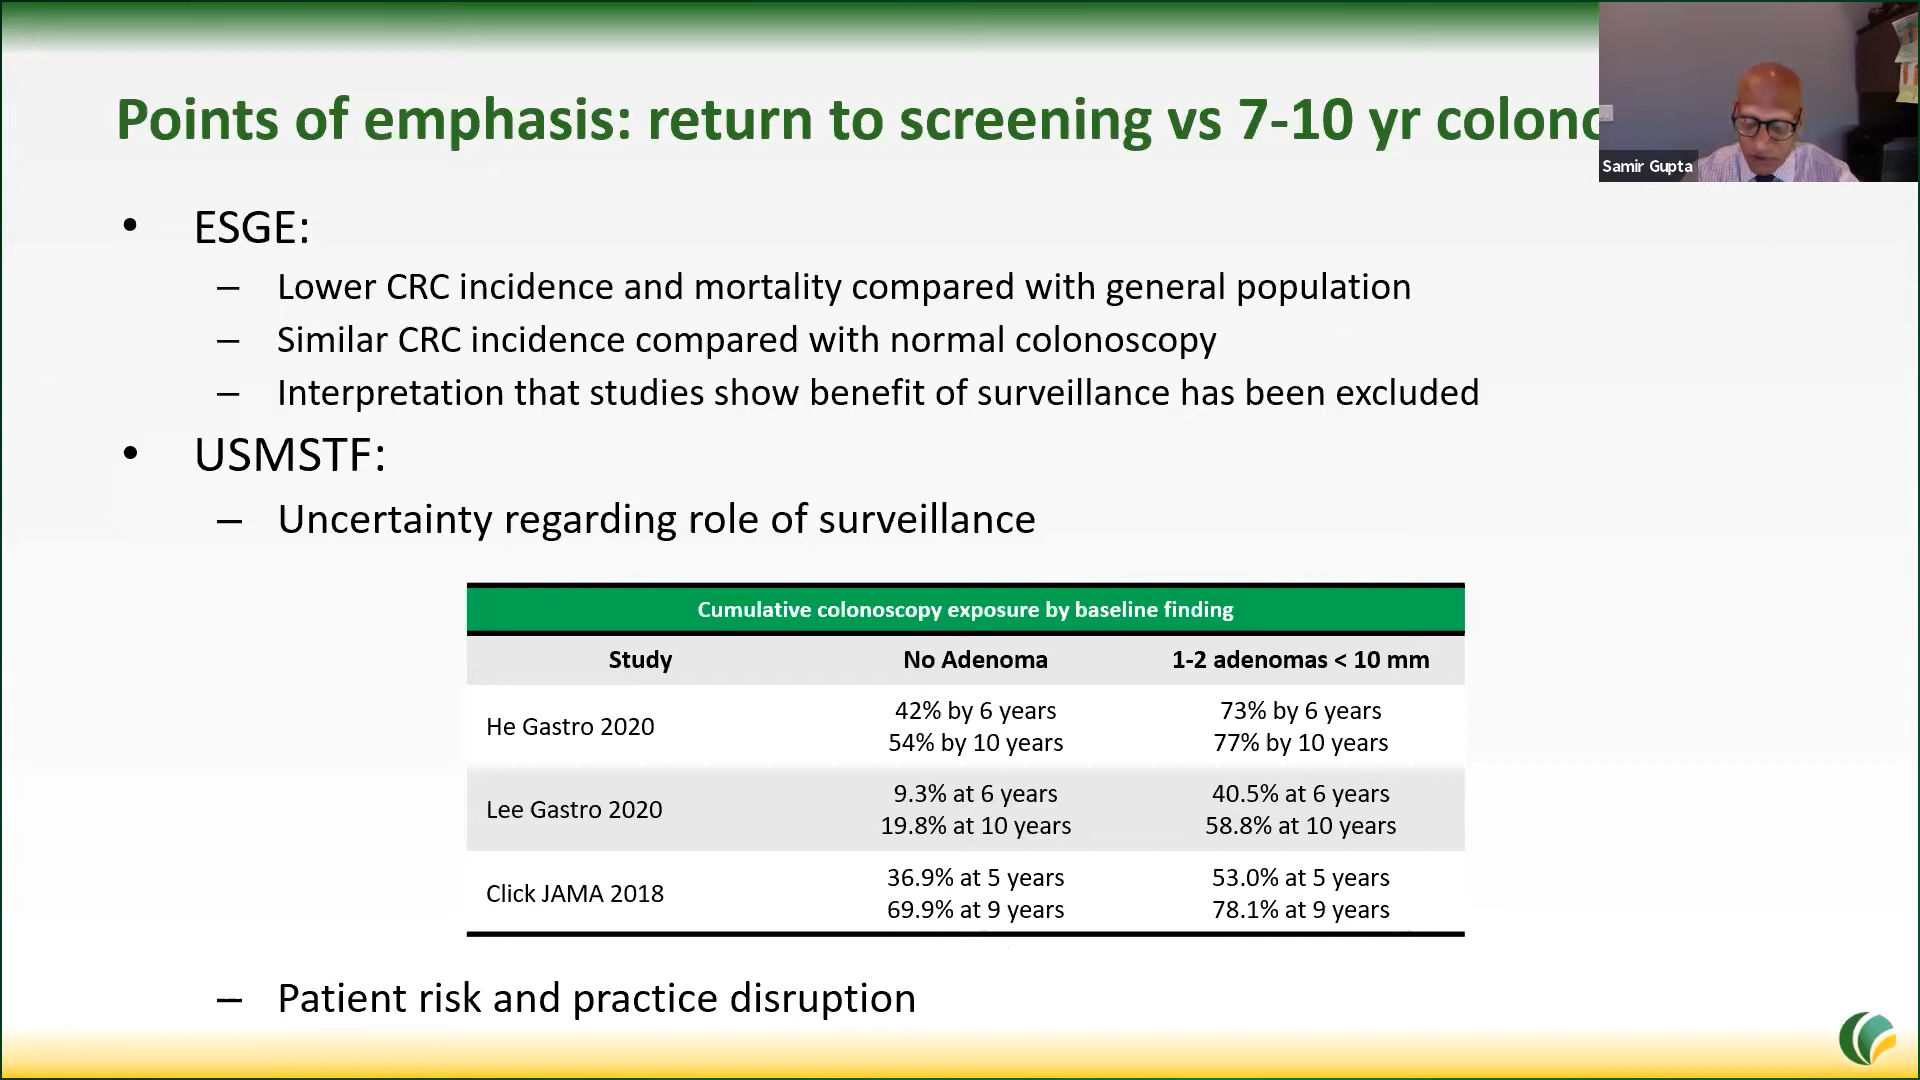 Points of emphasis: return to screening vs 7-10 yr colono
Samir Gupta
• ESGE:
– Lower CRC incidence and mortality compared with general population
– Similar CRC incidence compared with normal colonoscopy
– Interpretation that studies show benefit of surveillance has been excluded
• USMSTF:
– Uncertainty regarding role of surveillance
Cumulative colonoscopy exposure by baseline finding
Study No Adenoma 1-2 adenomas < 10 mm
He Gastro 2020 42% by 6 years 73% by 6 years
54% by 10 years 77% by 10 years
Lee Gastro 2020 9.3% at 6 years 40.5% at 6 years
19.8% at 10 years 58.8% at 10 years
Click JAMA 2018 36.9% at 5 years 53.0% at 5 years
69.9% at 9 years 78.1% at 9 years
– Patient risk and practice disruption